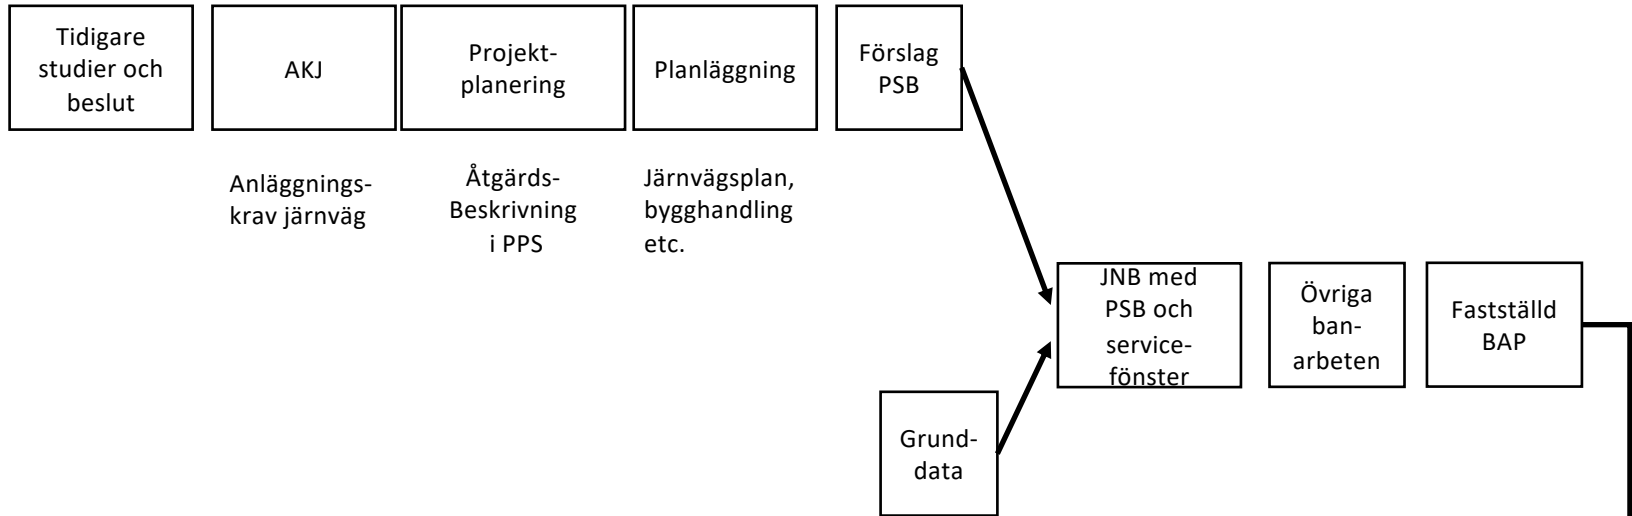 Tidigare
studier och
beslut
AKJ
Projekt-
planering
Planläggning
Förslag
PSB
Anläggnings-
krav järnväg
Åtgärds-
Beskrivning
i PPS
Järnvägsplan,
bygghandling
etc.
JNB med
PSB och
service-
fönster
Övriga
ban-
arbeten
Fastställd
BAP
Grund-
data